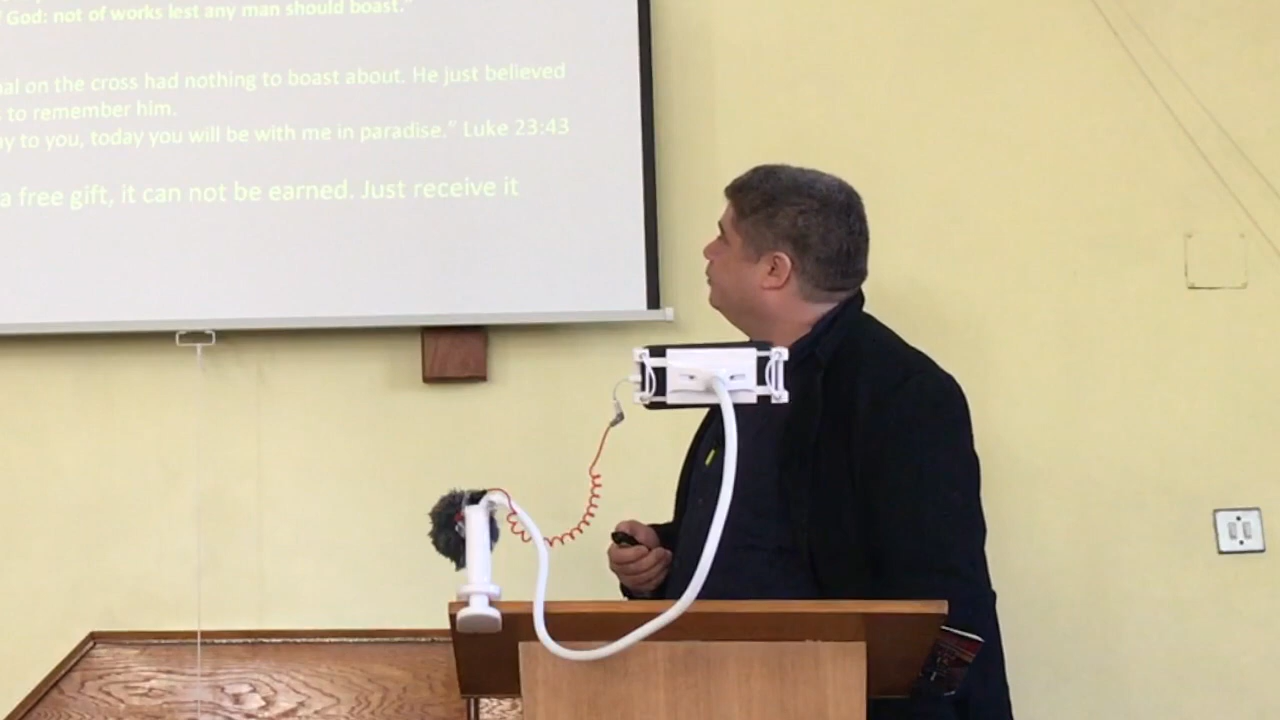 God: not of works lest any man should boast."
al on the cross had nothing to boast about. He just believed
to remember him.
y to you, today you will be with me in paradise." Luke 23:43
a free gift, it can not be earned. Just receive it